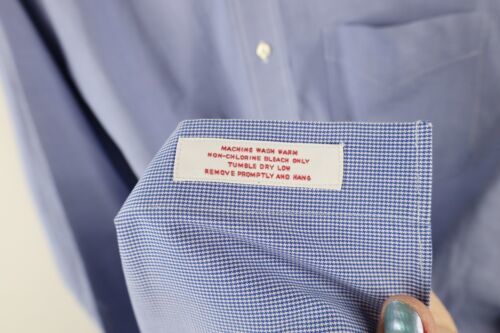 MACHINE WASH WARM
NON-CHLORINE BLEACH ONLY
TUMBLE DRY LOW
REMOVE PROMPTLY AND HANG